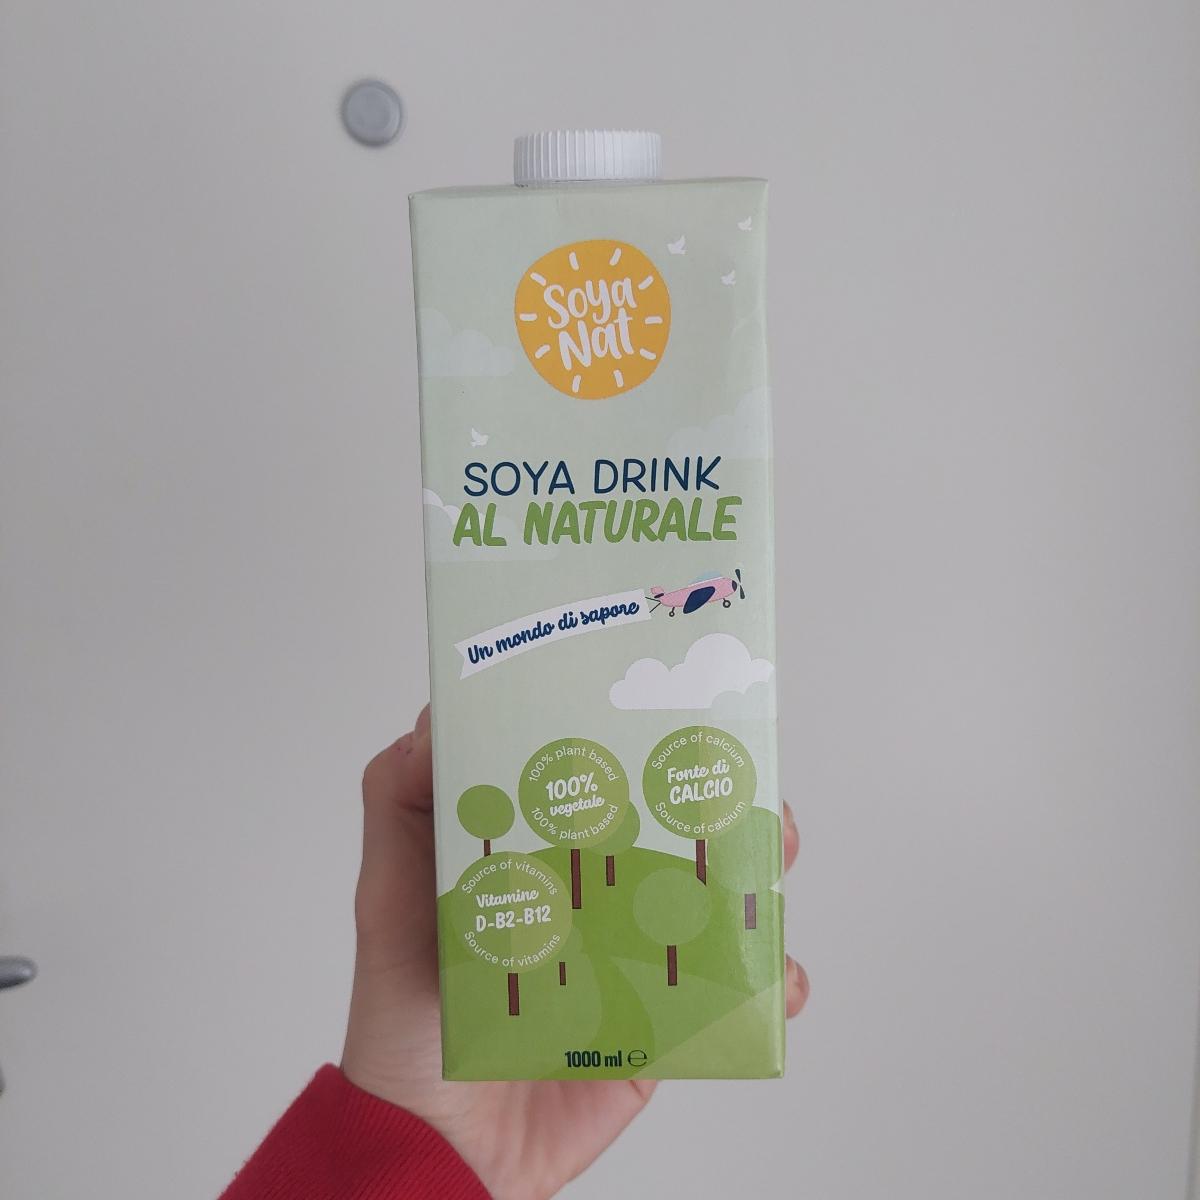 Soya
Nat
SOYA DRINK
AL NATURALE
Un mondo di sapore
100% plant based
100%
vegetale
100% plant based
Source of calcium
Fonte di
CALCIO
Source of calcium
Source of vitamins
Vitamine
D-B2-B12
Source of vitamins
1000 ml ℮